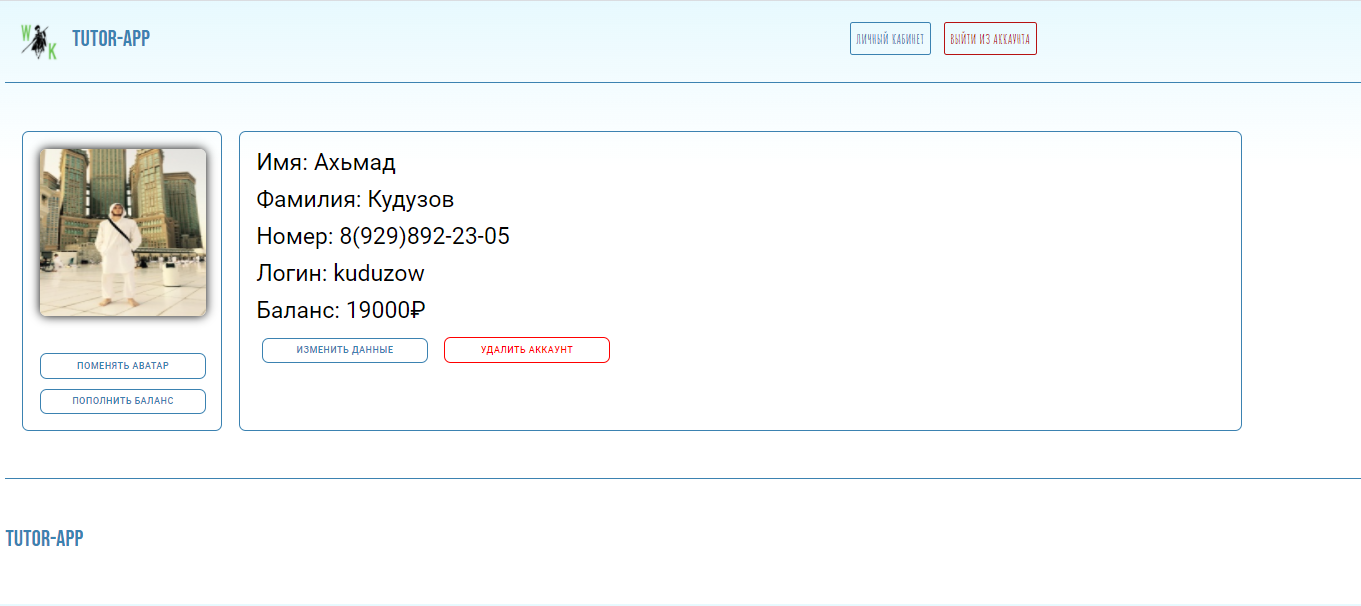 W K
TUTOR-APP
ЛИЧНЫЙ КАБИНЕТ
ВЫЙТИ ИЗ АККАУНТА
ПОМЕНЯТЬ АВАТАР
ПОПОЛНИТЬ БАЛАНС
Имя: Ахьмад
Фамилия: Кудузов
Номер: 8(929)892-23-05
Логин: kuduzow
Баланс: 19000₽
ИЗМЕНИТЬ ДАННЫЕ
УДАЛИТЬ АККАУНТ
TUTOR-APP